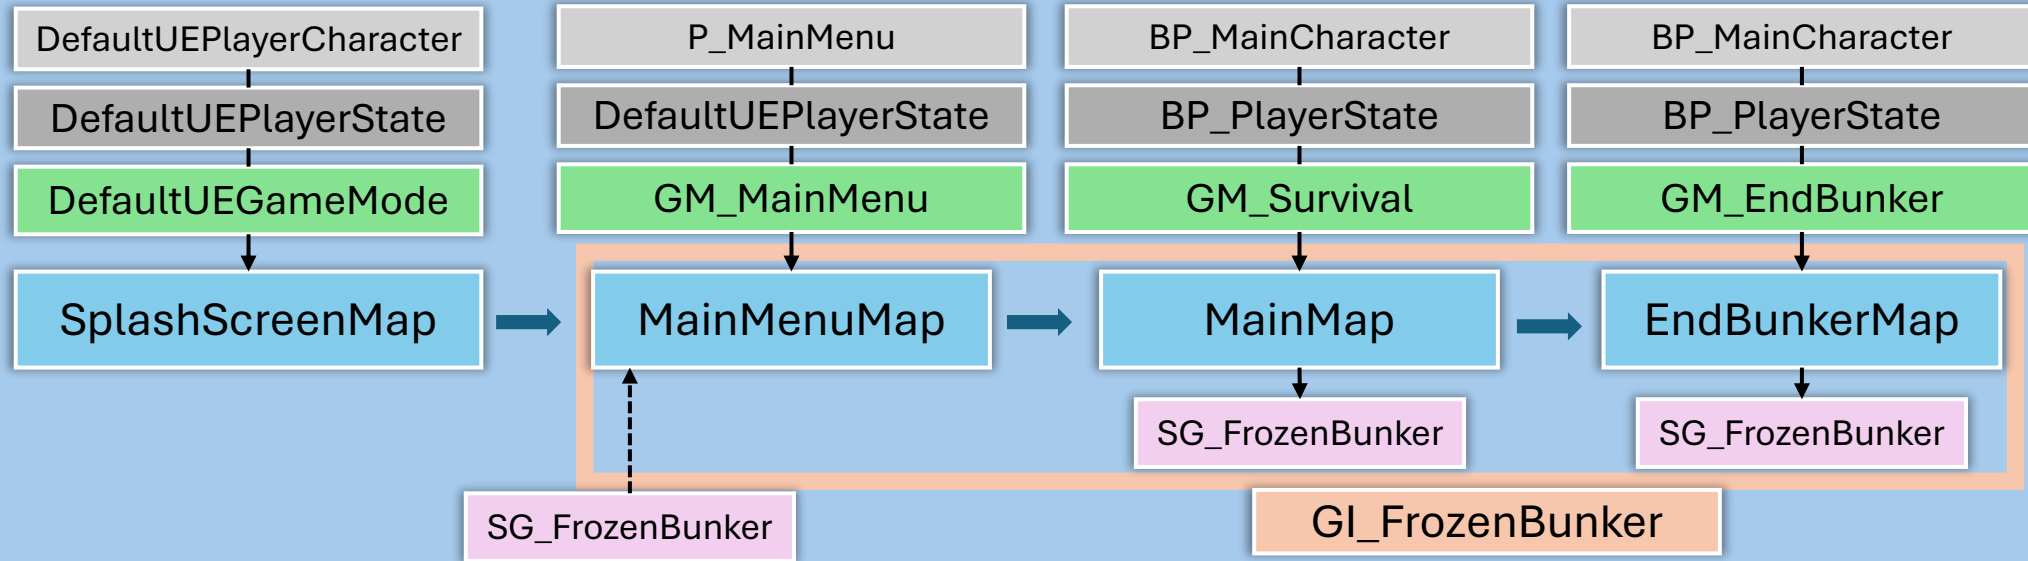 DefaultUEPlayerCharacter
P_MainMenu
BP_MainCharacter
BP_MainCharacter
DefaultUEPlayerState
DefaultUEPlayerState
BP_PlayerState
BP_PlayerState
DefaultUEGameMode
GM_MainMenu
GM_Survival
GM_EndBunker
SplashScreenMap
MainMenuMap
MainMap
EndBunkerMap
SG_FrozenBunker
SG_FrozenBunker
SG_FrozenBunker
GI_FrozenBunker